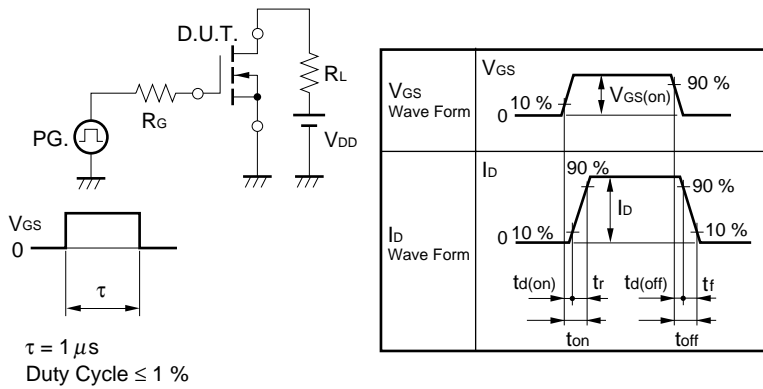 D.U.T.
RL
RG
PG.
VDD
VGS
0
τ
τ = 1 μs
Duty Cycle ≤ 1 %
VGS
Wave Form
VGS
10 %
0
VGS(on)
90 %
ID
Wave Form
ID
90 %
90 %
ID
0 10 %
10 %
td(on) tr td(off) tf
ton toff